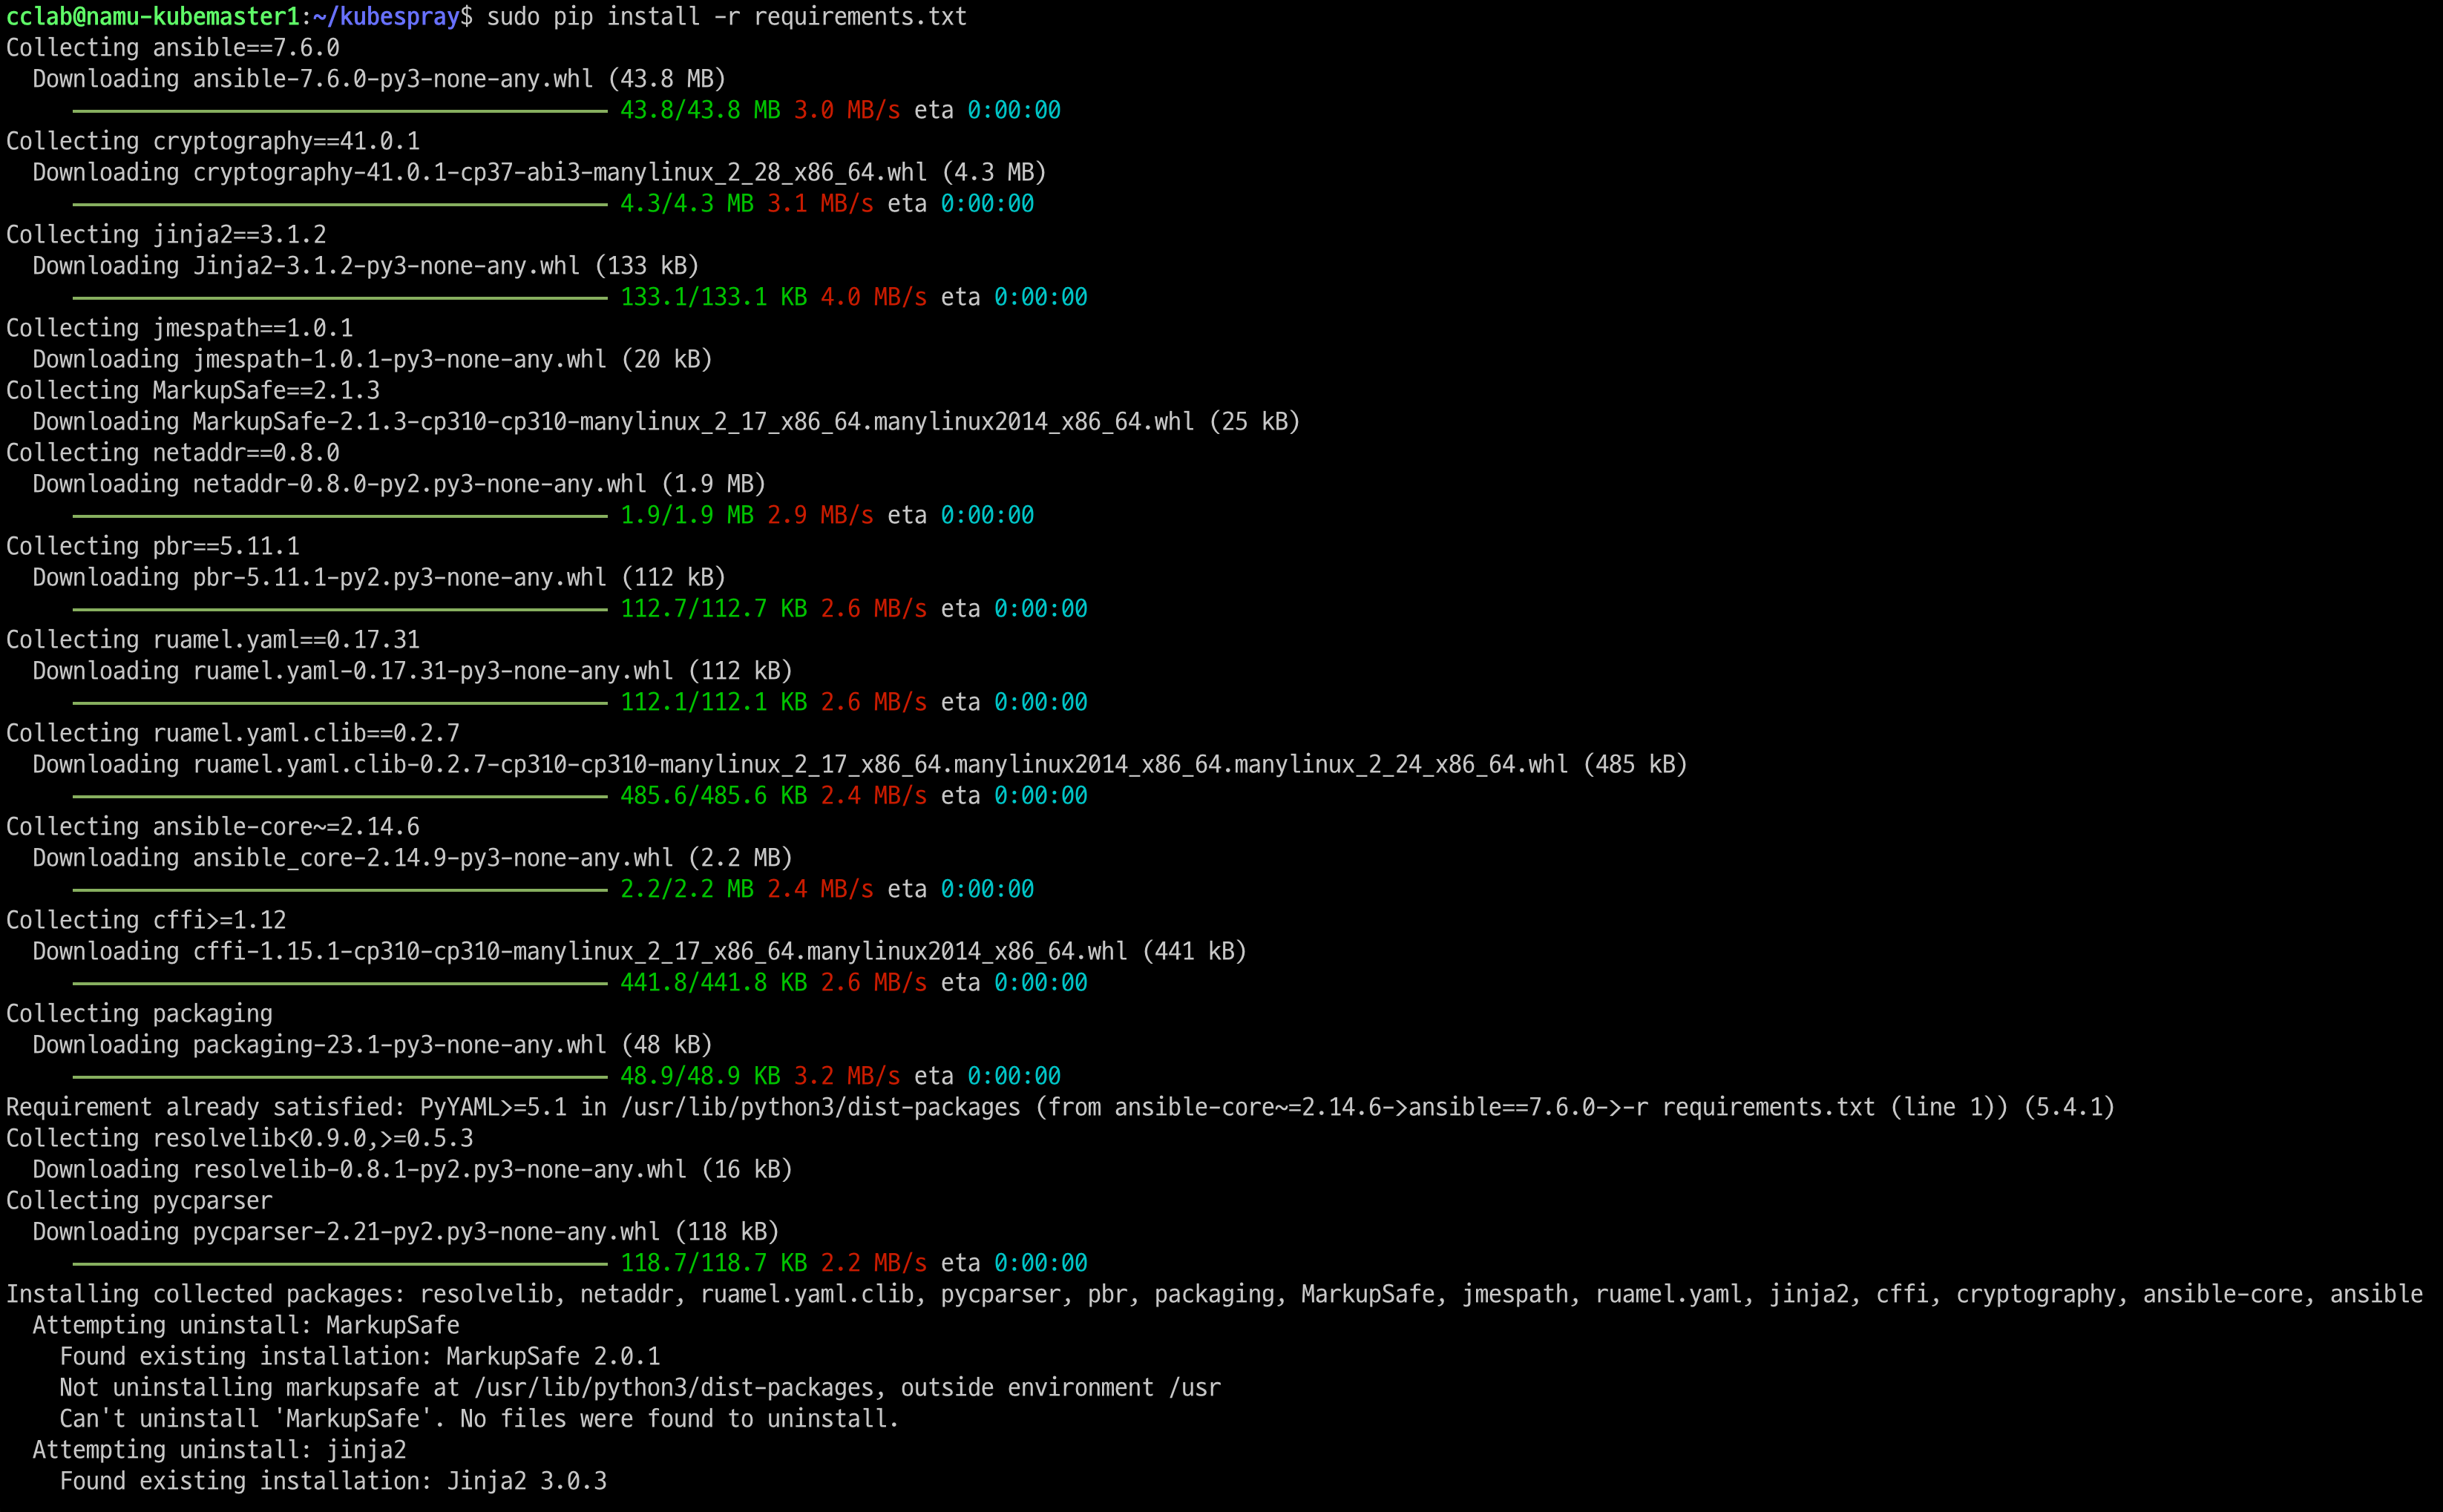 cclab@namu-kubemaster1:~/kubespray$ sudo pip install -r requirements.txt
Collecting ansible==7.6.0
  Downloading ansible-7.6.0-py3-none-any.whl (43.8 MB)
     43.8/43.8 MB 3.0 MB/s eta 0:00:00
Collecting cryptography==41.0.1
  Downloading cryptography-41.0.1-cp37-abi3-manylinux_2_28_x86_64.whl (4.3 MB)
     4.3/4.3 MB 3.1 MB/s eta 0:00:00
Collecting jinja2==3.1.2
  Downloading Jinja2-3.1.2-py3-none-any.whl (133 kB)
     133.1/133.1 KB 4.0 MB/s eta 0:00:00
Collecting jmespath==1.0.1
  Downloading jmespath-1.0.1-py3-none-any.whl (20 kB)
Collecting MarkupSafe==2.1.3
  Downloading MarkupSafe-2.1.3-cp310-cp310-manylinux_2_17_x86_64.manylinux2014_x86_64.whl (25 kB)
Collecting netaddr==0.8.0
  Downloading netaddr-0.8.0-py2.py3-none-any.whl (1.9 MB)
     1.9/1.9 MB 2.9 MB/s eta 0:00:00
Collecting pbr==5.11.1
  Downloading pbr-5.11.1-py2.py3-none-any.whl (112 kB)
     112.7/112.7 KB 2.6 MB/s eta 0:00:00
Collecting ruamel.yaml==0.17.31
  Downloading ruamel.yaml-0.17.31-py3-none-any.whl (112 kB)
     112.1/112.1 KB 2.6 MB/s eta 0:00:00
Collecting ruamel.yaml.clib==0.2.7
  Downloading ruamel.yaml.clib-0.2.7-cp310-cp310-manylinux_2_17_x86_64.manylinux2014_x86_64.manylinux_2_24_x86_64.whl (485 kB)
     485.6/485.6 KB 2.4 MB/s eta 0:00:00
Collecting ansible-core~=2.14.6
  Downloading ansible_core-2.14.9-py3-none-any.whl (2.2 MB)
     2.2/2.2 MB 2.4 MB/s eta 0:00:00
Collecting cffi>=1.12
  Downloading cffi-1.15.1-cp310-cp310-manylinux_2_17_x86_64.manylinux2014_x86_64.whl (441 kB)
     441.8/441.8 KB 2.6 MB/s eta 0:00:00
Collecting packaging
  Downloading packaging-23.1-py3-none-any.whl (48 kB)
     48.9/48.9 KB 3.2 MB/s eta 0:00:00
Requirement already satisfied: PyYAML>=5.1 in /usr/lib/python3/dist-packages (from ansible-core~=2.14.6->ansible==7.6.0->-r requirements.txt (line 1)) (5.4.1)
Collecting resolvelib<0.9.0,>=0.5.3
  Downloading resolvelib-0.8.1-py2.py3-none-any.whl (16 kB)
Collecting pycparser
  Downloading pycparser-2.21-py2.py3-none-any.whl (118 kB)
     118.7/118.7 KB 2.2 MB/s eta 0:00:00
Installing collected packages: resolvelib, netaddr, ruamel.yaml.clib, pycparser, pbr, packaging, MarkupSafe, jmespath, ruamel.yaml, jinja2, cffi, cryptography, ansible-core, ansible
  Attempting uninstall: MarkupSafe
    Found existing installation: MarkupSafe 2.0.1
    Not uninstalling markupsafe at /usr/lib/python3/dist-packages, outside environment /usr
    Can't uninstall 'MarkupSafe'. No files were found to uninstall.
  Attempting uninstall: jinja2
    Found existing installation: Jinja2 3.0.3